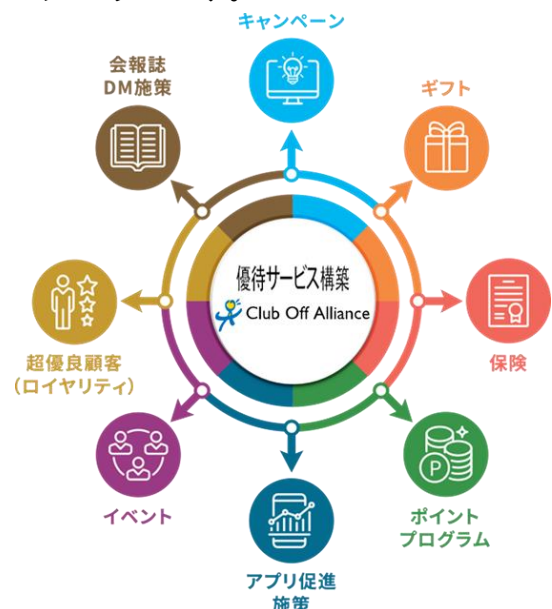 キャンペーン
会報誌
DM施策
ギフト
優待サービス構築
Club Off Alliance
超優良顧客
(ロイヤリティ)
保険
P
イベント
ポイント
プログラム
アプリ促進
施策